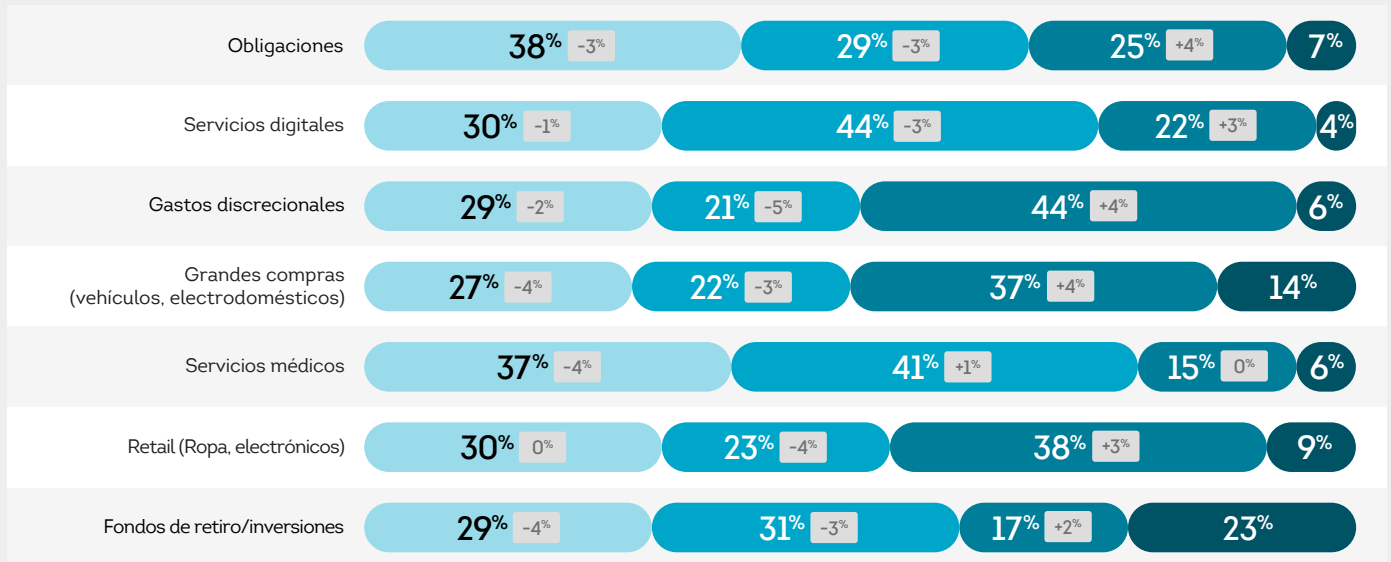 Obligaciones 38% -3% 29% -3% 25% +4% 7%
Servicios digitales 30% -1% 44% -3% 22% +3% 4%
Gastos discrecionales 29% -2% 21% -5% 44% +4% 6%
Grandes compras
(vehículos, electrodomésticos) 27% -4% 22% -3% 37% +4% 14%
Servicios médicos 37% -4% 41% +1% 15% 0% 6%
Retail (Ropa, electrónicos) 30% 0% 23% -4% 38% +3% 9%
Fondos de retiro/inversiones 29% -4% 31% -3% 17% +2% 23%